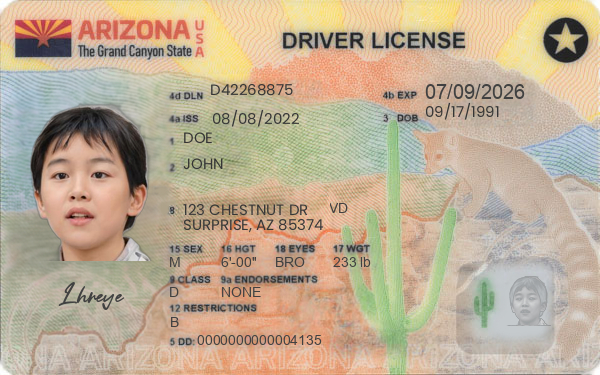 ARIZONA USA
The Grand Canyon State
DRIVER LICENSE
4d DLN D42268875
4b EXP 07/09/2026
4a ISS 08/08/2022
3 DOB 09/17/1991
1 DOE
2 JOHN
8 123 CHESTNUT DR VD
SURPRISE, AZ 85374
15 SEX 16 HGT 18 EYES 17 WGT
M 6'-00" BRO 233 lb
9 CLASS 9a ENDORSEMENTS
D NONE
12 RESTRICTIONS
B
5 DD: 0000000000004135
Lhreye
ARIZONA ARIZONA ARIZONA ARIZONA